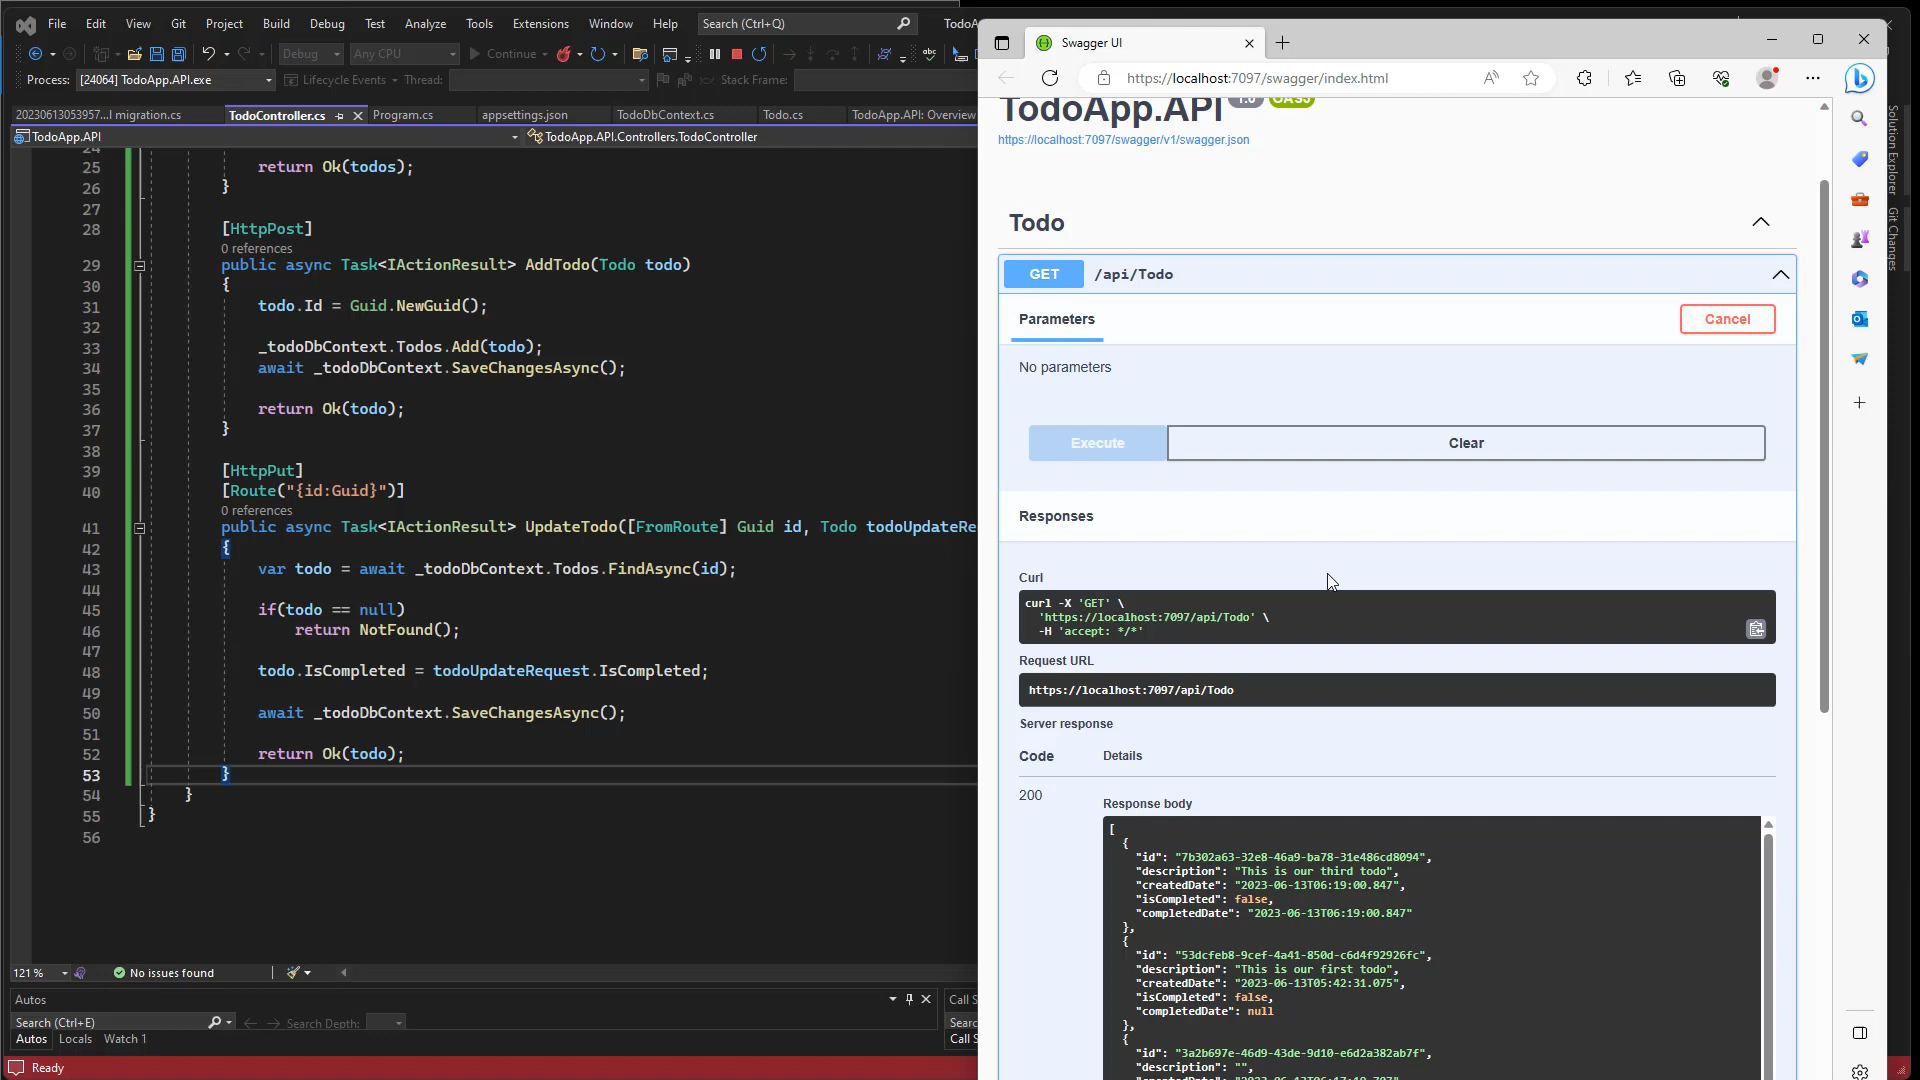 File Edit View Git Project Build Debug Test Analyze Tools Extensions Window Help Search (Ctrl+Q)
Debug Any CPU Continue
Process: [24064] TodoApp.API.exe Lifecycle Events Thread: Stack Frame:
20230613053957...l migration.cs TodoController.cs Program.cs appsettings.json TodoDbContext.cs Todo.cs TodoApp.API: Overview
TodoApp.API TodoApp.API.Controllers.TodoController
25 return Ok(todos);
26 }
27
28 [HttpPost]
0 references
29 public async Task<IActionResult> AddTodo(Todo todo)
30 {
31 todo.Id = Guid.NewGuid();
32
33 _todoDbContext.Todos.Add(todo);
34 await _todoDbContext.SaveChangesAsync();
35
36 return Ok(todo);
37 }
38
39 [HttpPut]
40 [Route("{id:Guid}")]
0 references
41 public async Task<IActionResult> UpdateTodo([FromRoute] Guid id, Todo todoUpdateRe
42 {
43 var todo = await _todoDbContext.Todos.FindAsync(id);
44
45 if(todo == null)
46 return NotFound();
47
48 todo.IsCompleted = todoUpdateRequest.IsCompleted;
49
50 await _todoDbContext.SaveChangesAsync();
51
52 return Ok(todo);
53 }
54 }
55 }
56
121 % No issues found
Autos
Search (Ctrl+E) Search Depth:
Autos Locals Watch 1
Call S
Searc
Call S
Ready
Swagger UI
https://localhost:7097/swagger/index.html
TodoApp.API 1.0 OAS3
https://localhost:7097/swagger/v1/swagger.json
Todo
GET /api/Todo
Parameters
Cancel
No parameters
Execute
Clear
Responses
Curl
curl -X 'GET' \
'https://localhost:7097/api/Todo' \
-H 'accept: */*'
Request URL
https://localhost:7097/api/Todo
Server response
Code Details
200
Response body
[
{
"id": "7b302a63-32e8-46a9-ba78-31e486cd8094",
"description": "This is our third todo",
"createdDate": "2023-06-13T06:19:00.847",
"isCompleted": false,
"completedDate": "2023-06-13T06:19:00.847"
},
{
"id": "53dcfeb8-9cef-4a41-850d-c6d4f92926fc",
"description": "This is our first todo",
"createdDate": "2023-06-13T05:42:31.075",
"isCompleted": false,
"completedDate": null
},
{
"id": "3a2b697e-46d9-43de-9d10-e6d2a382ab7f",
"description": "",
Solution Explorer
Git Changes